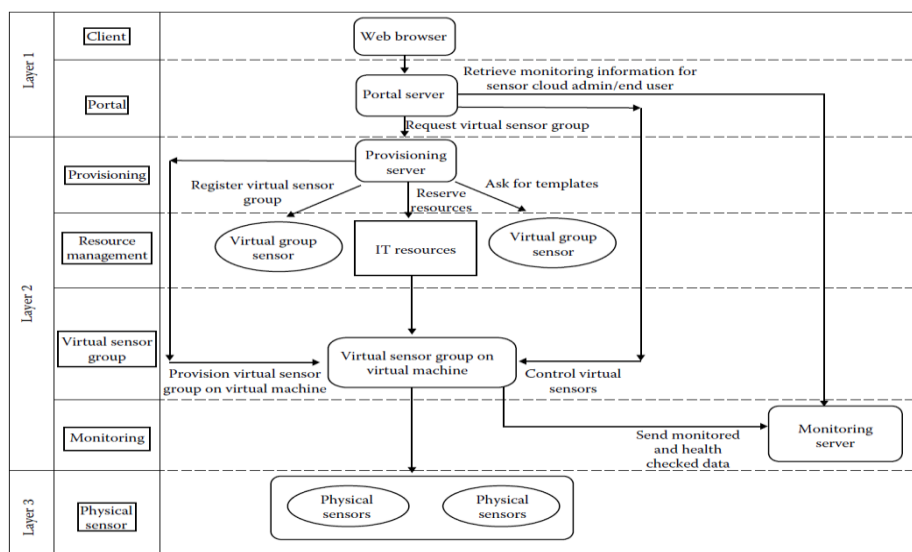 Layer 1
Client
Web browser
Retrieve monitoring information for
sensor cloud admin/end user
Portal
Portal server
Request virtual sensor group
Layer 2
Provisioning
Provisioning
server
Register virtual sensor
group
Reserve
resources
Ask for templates
Resource
management
Virtual group
sensor
IT resources
Virtual group
sensor
Virtual sensor
group
Provision virtual sensor
group on virtual machine
Virtual sensor group on
virtual machine
Control virtual
sensors
Monitoring
Send monitored
and health
checked data
Monitoring
server
Layer 3
Physical
sensor
Physical
sensors
Physical
sensors